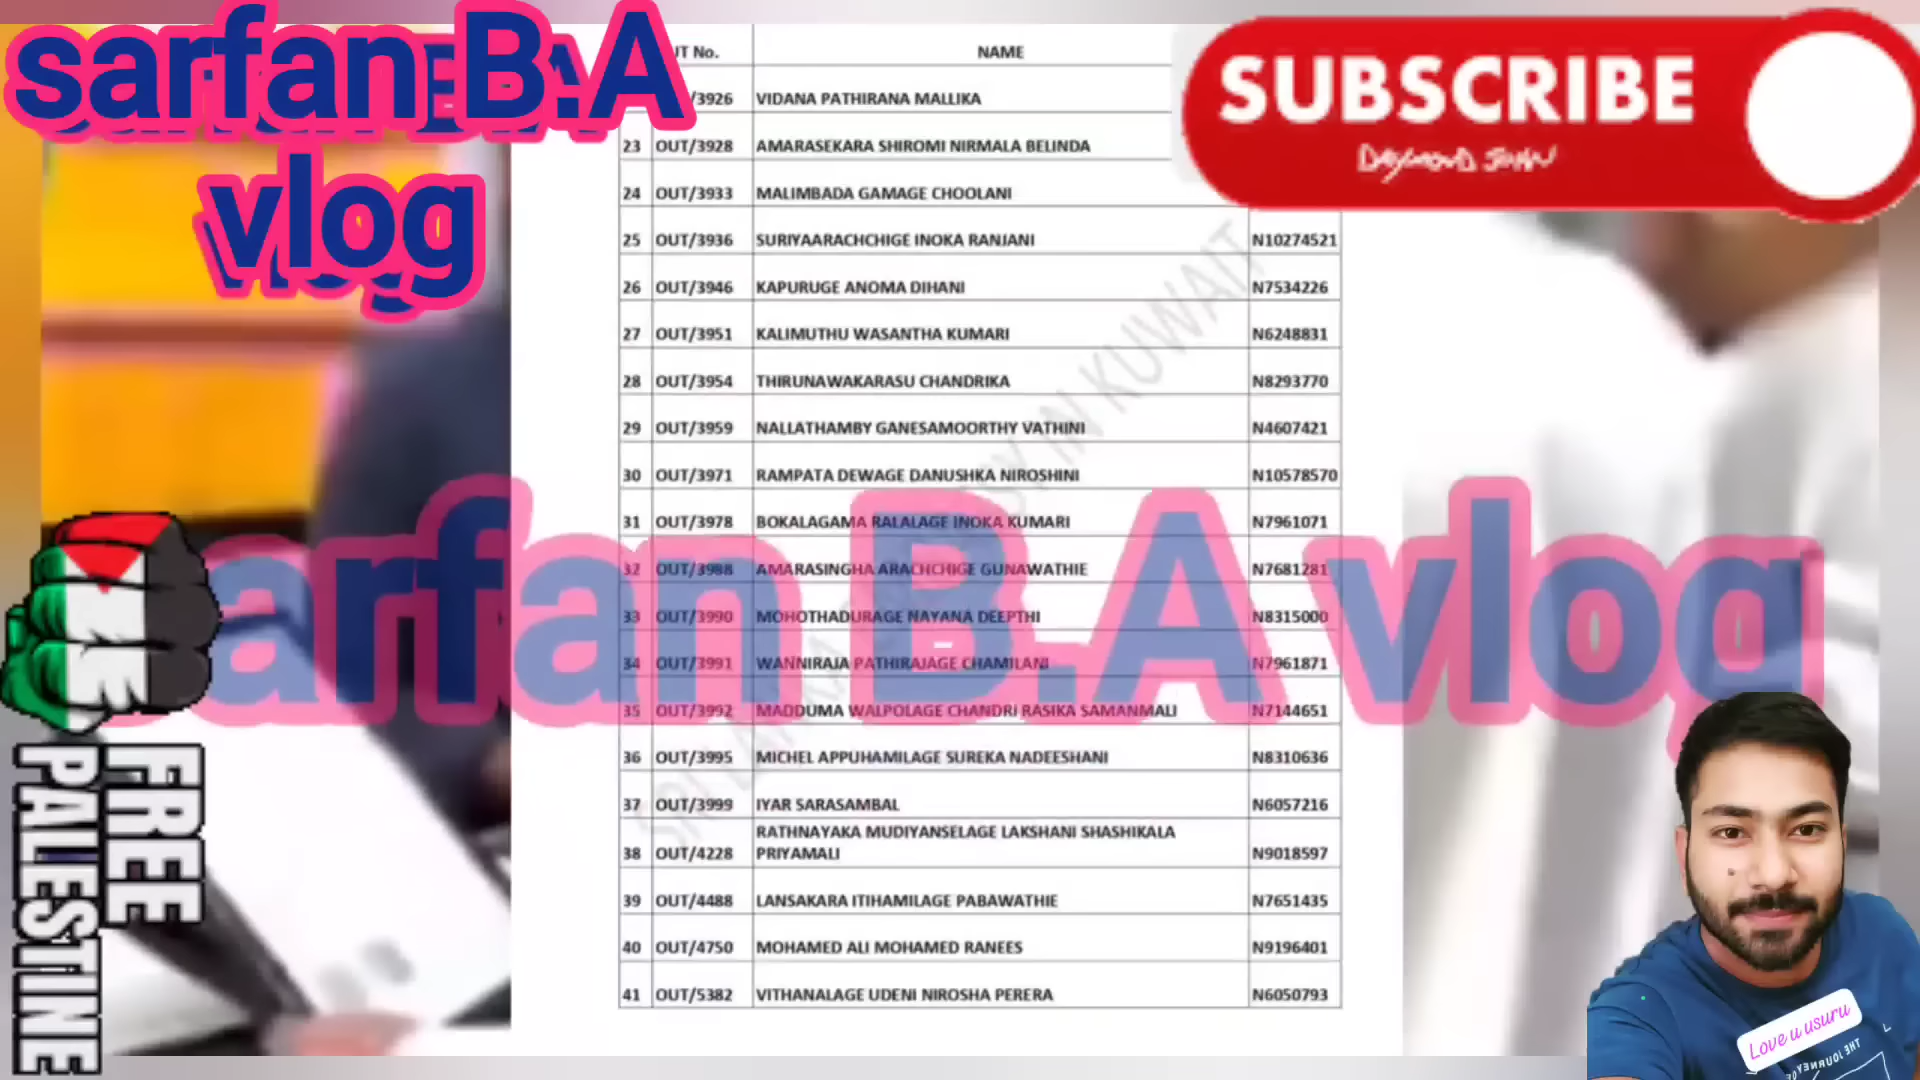 sarfan B.A
vlog
SUBSCRIBE
UT No. NAME
/3926 VIDANA PATHIRANA MALLIKA
23 OUT/3928 AMARASEKARA SHIROMI NIRMALA BELINDA
24 OUT/3933 MALIMBADA GAMAGE CHOOLANI
25 OUT/3936 SURIYAARACHCHIGE INOKA RANJANI N10274521
26 OUT/3946 KAPURUGE ANOMA DIHANI N7534226
27 OUT/3951 KALIMUTHU WASANTHA KUMARI N6248831
28 OUT/3954 THIRUNAWAKARASU CHANDRIKA N8293770
29 OUT/3959 NALLATHAMBY GANESAMOORTHY VATHINI N4607421
30 OUT/3971 RAMPATA DEWAGE DANUSHKA NIROSHINI N10578570
31 OUT/3978 BOKALAGAMA RALALAGE INOKA KUMARI N7961071
32 OUT/3988 AMARASINGHA ARACHCHIGE GUNAWATHIE N7681281
33 OUT/3990 MOHOTHADURAGE NAYANA DEEPTHI N8315000
34 OUT/3991 WANNIRAJA PATHIRAJAGE CHAMILANI N7961871
35 OUT/3992 MADDUMA WALPOLAGE CHANDRI RASIKA SAMANMALI N7144651
36 OUT/3995 MICHEL APPUHAMILAGE SUREKA NADEESHANI N8310636
37 OUT/3999 IYAR SARASAMBAL N6057216
38 OUT/4228 RATHNAYAKA MUDIYANSELAGE LAKSHANI SHASHIKALA
PRIYAMALI N9018597
39 OUT/4488 LANSAKARA ITIHAMILAGE PABAWATHIE N7651435
40 OUT/4750 MOHAMED ALI MOHAMED RANEES N9196401
41 OUT/5382 VITHANALAGE UDENI NIROSHA PERERA N6050793
SRI LANKA IN KUWAIT
arfan B.A vlog
FREE
PALESTINE
Love u usuru
THE JOURNEY